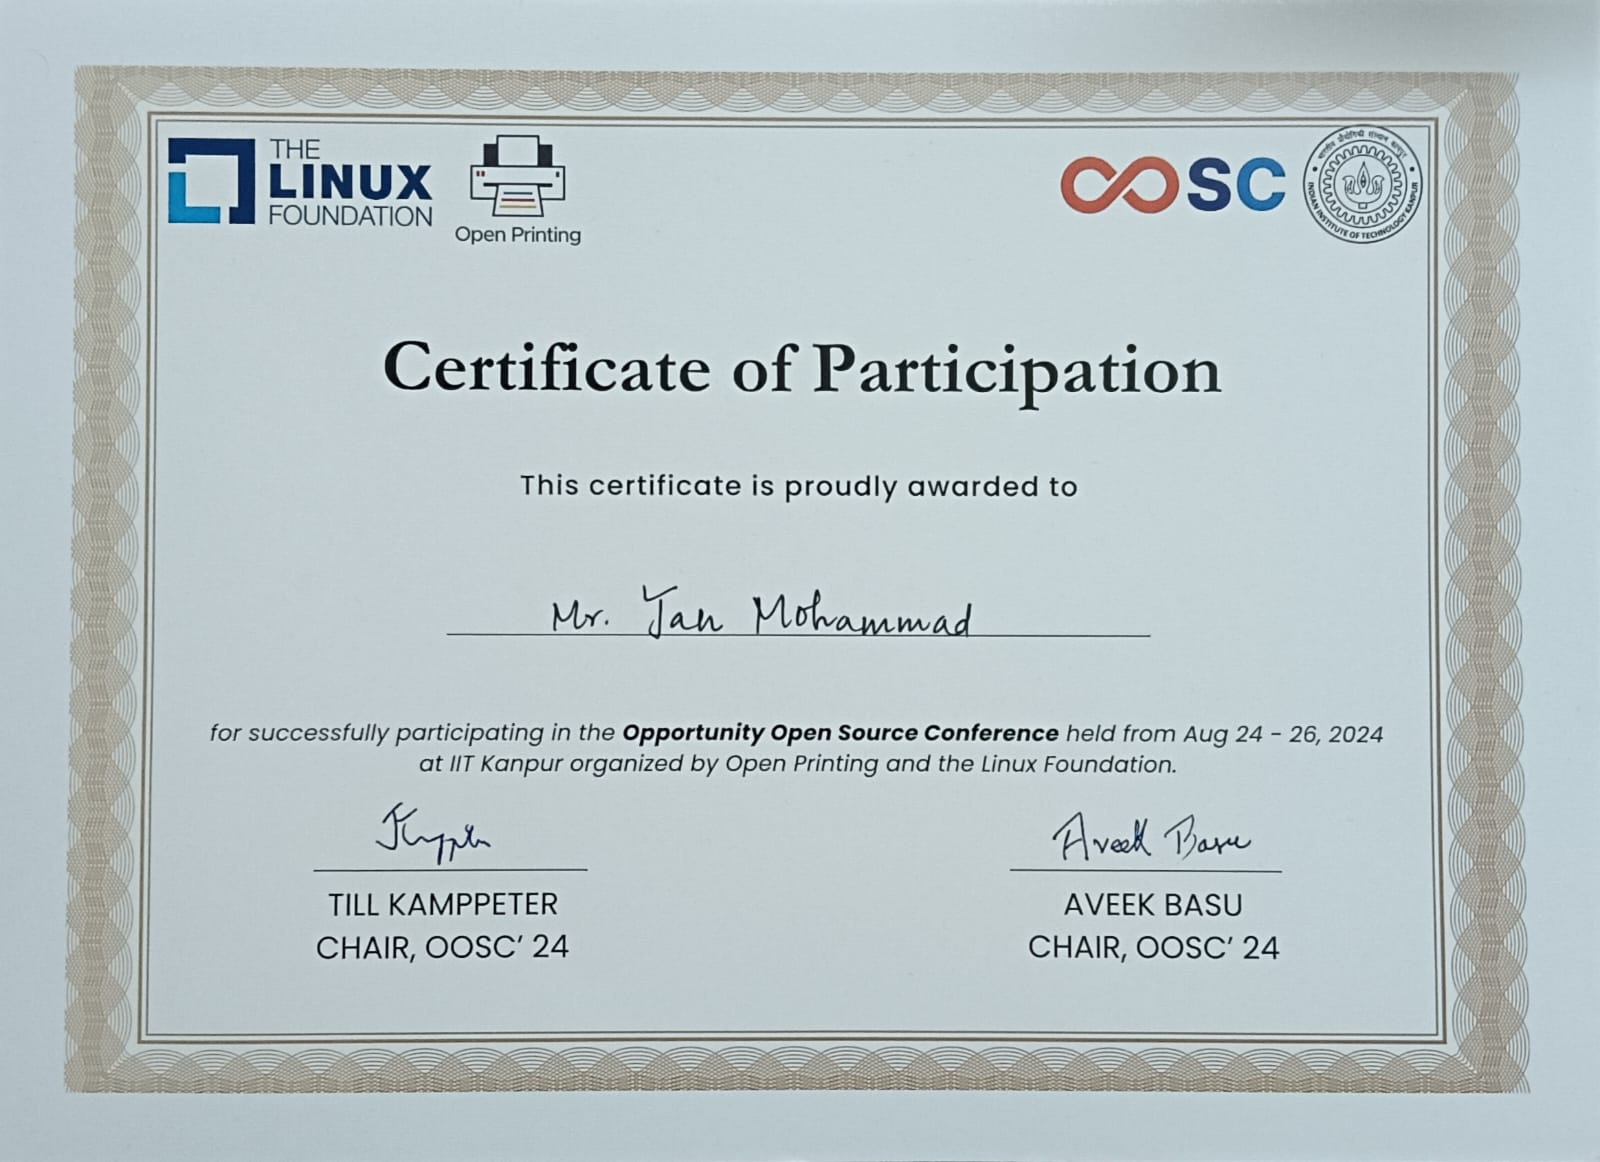 THE
LINUX
FOUNDATION
Open Printing
OOSC
भारतीय प्रौद्योगिकी संस्थान कानपुर
INDIAN INSTITUTE OF TECHNOLOGY KANPUR
Certificate of Participation
This certificate is proudly awarded to
Mr. Jan Mohammad
for successfully participating in the Opportunity Open Source Conference held from Aug 24 - 26, 2024
at IIT Kanpur organized by Open Printing and the Linux Foundation.
Aveek Basu
TILL KAMPPETER
CHAIR, OOSC’ 24
AVEEK BASU
CHAIR, OOSC’ 24